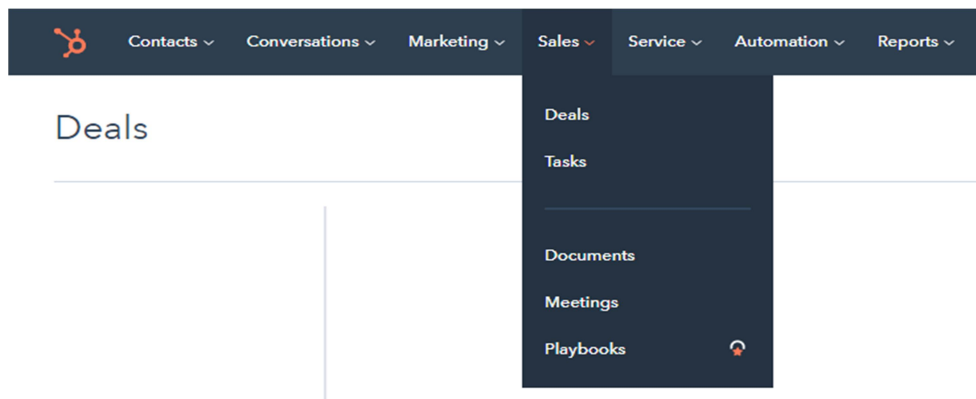 Contacts Conversations Marketing Sales Service Automation Reports
Deals
Deals
Tasks
Documents
Meetings
Playbooks